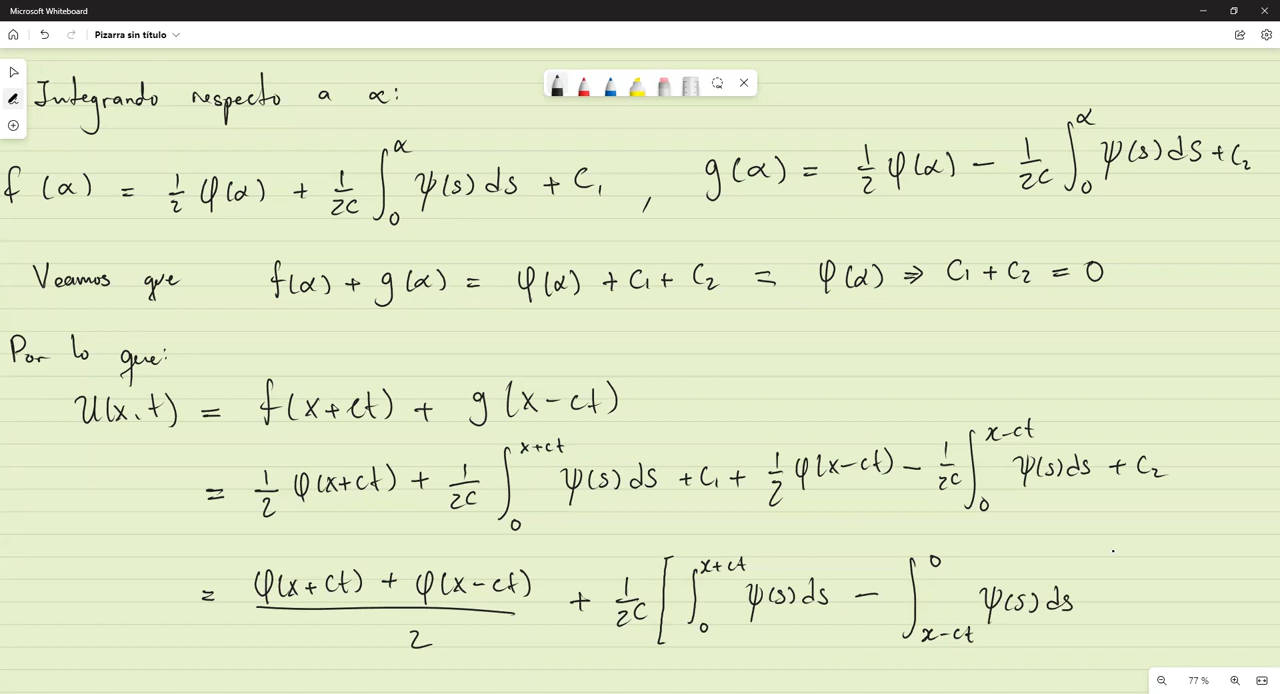 Microsoft Whiteboard
Pizarra sin título
Integrando respecto a α:
f(α) = 1/2 φ(α) + 1/2c ∫₀^α ψ(s)ds + C₁ , g(α) = 1/2 φ(α) − 1/2c ∫₀^α ψ(s)ds + C₂
Veamos que f(α) + g(α) = φ(α) + C₁ + C₂ = φ(α) ⇒ C₁ + C₂ = 0
Por lo que:
U(x,t) = f(x+ct) + g(x−ct)
= 1/2 φ(x+ct) + 1/2c ∫₀^{x+ct} ψ(s)ds + C₁ + 1/2 φ(x−ct) − 1/2c ∫₀^{x−ct} ψ(s)ds + C₂
= (φ(x+ct) + φ(x−ct))/2 + 1/2c [ ∫₀^{x+ct} ψ(s)ds − ∫_{x−ct}^0 ψ(s)ds
77 %